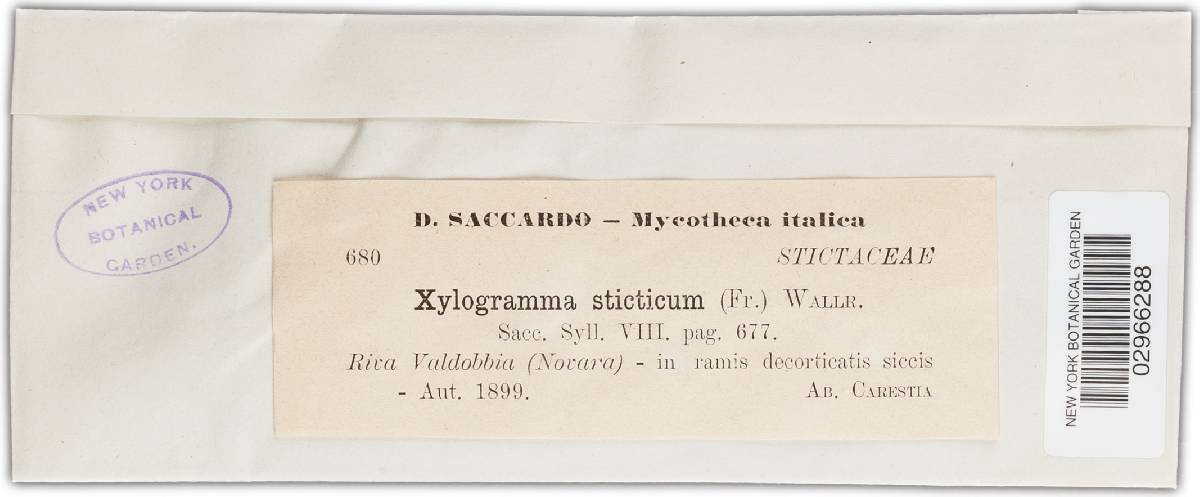 NEW YORK
BOTANICAL
GARDEN.
D. SACCARDO — Mycotheca italica
680 STICTACEAE
Xylogramma sticticum (Fr.) WALLR.
Sacc. Syll. VIII. pag. 677.
Riva Valdobbia (Novara) - in ramis decorticatis siccis
- Aut. 1899. AB. CARESTIA
NEW YORK BOTANICAL GARDEN
02966288